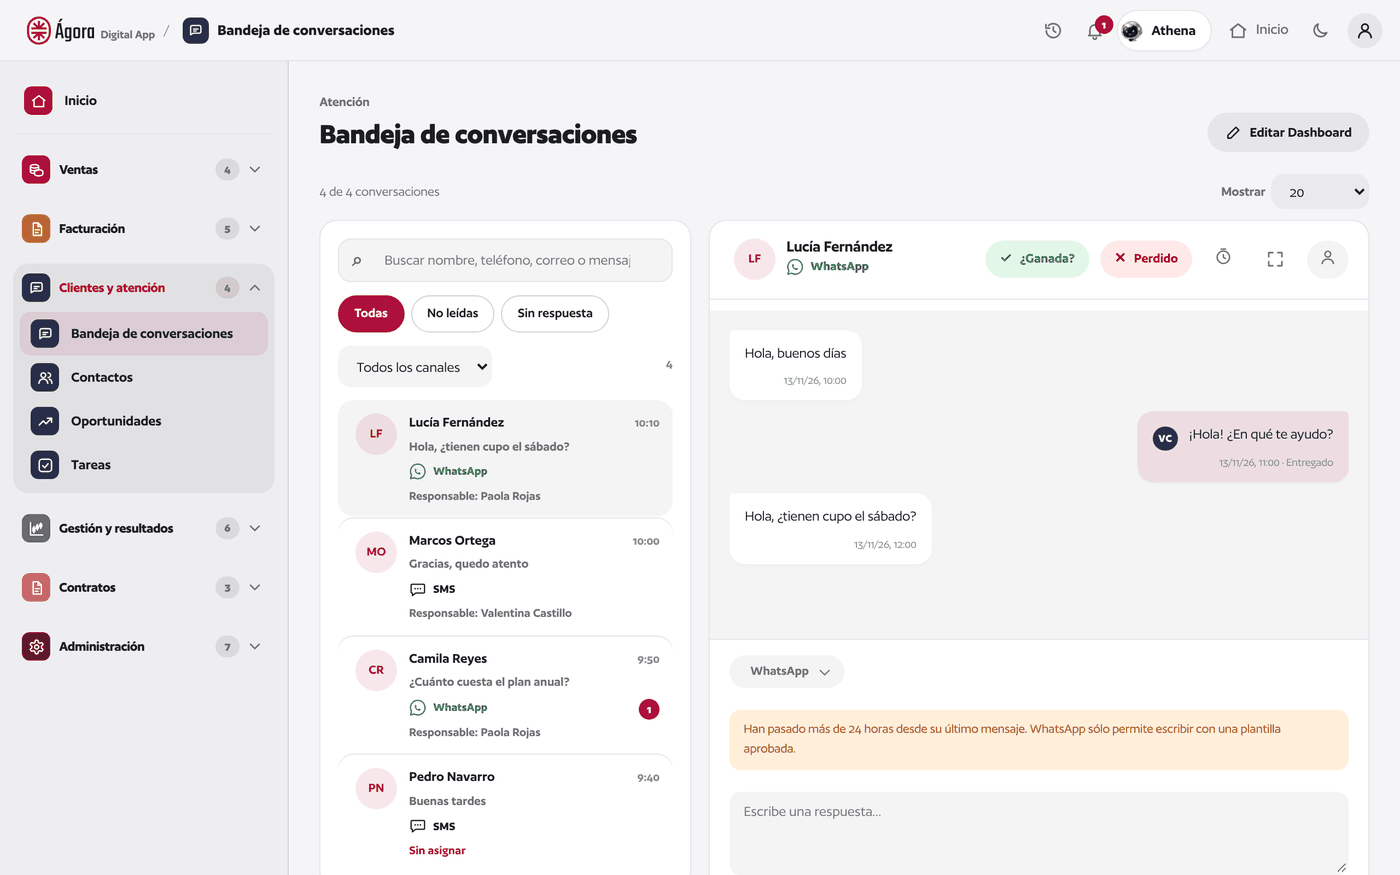 Ágora Digital App / Bandeja de conversaciones
1
Athena
Inicio
Inicio
Ventas 4
Facturación 5
Clientes y atención 4
Bandeja de conversaciones
Contactos
Oportunidades
Tareas
Gestión y resultados 6
Contratos 3
Administración 7
Atención
Bandeja de conversaciones
Editar Dashboard
4 de 4 conversaciones
Mostrar 20
Buscar nombre, teléfono, correo o mensaj
Todas No leídas Sin respuesta
Todos los canales 4
LF Lucía Fernández 10:10
Hola, ¿tienen cupo el sábado?
WhatsApp
Responsable: Paola Rojas
MO Marcos Ortega 10:00
Gracias, quedo atento
SMS
Responsable: Valentina Castillo
CR Camila Reyes 9:50
¿Cuánto cuesta el plan anual?
WhatsApp 1
Responsable: Paola Rojas
PN Pedro Navarro 9:40
Buenas tardes
SMS
Sin asignar
LF Lucía Fernández
WhatsApp
¿Ganada? Perdido
Hola, buenos días
13/11/26, 10:00
VC ¡Hola! ¿En qué te ayudo?
13/11/26, 11:00 · Entregado
Hola, ¿tienen cupo el sábado?
13/11/26, 12:00
WhatsApp
Han pasado más de 24 horas desde su último mensaje. WhatsApp sólo permite escribir con una plantilla
aprobada.
Escribe una respuesta...